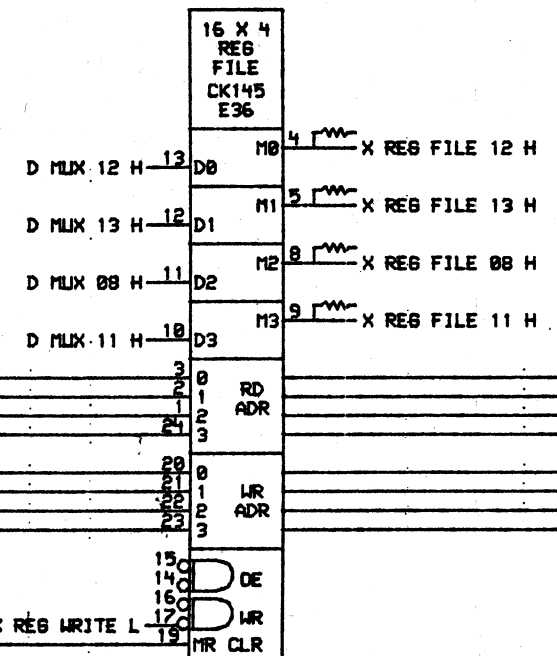 16 X 4
REG
FILE
CK145
E36
D MUX 12 H 13 D0 M0 4 X REG FILE 12 H
D MUX 13 H 12 D1 M1 5 X REG FILE 13 H
D MUX 08 H 11 D2 M2 8 X REG FILE 08 H
D MUX 11 H 10 D3 M3 9 X REG FILE 11 H
3 0 RD
2 1 ADR
1 2
24 3
20 0
21 1 WR
22 2 ADR
23 3
15
14 OE
16
X REG WRITE L 17 WR
19 MR CLR